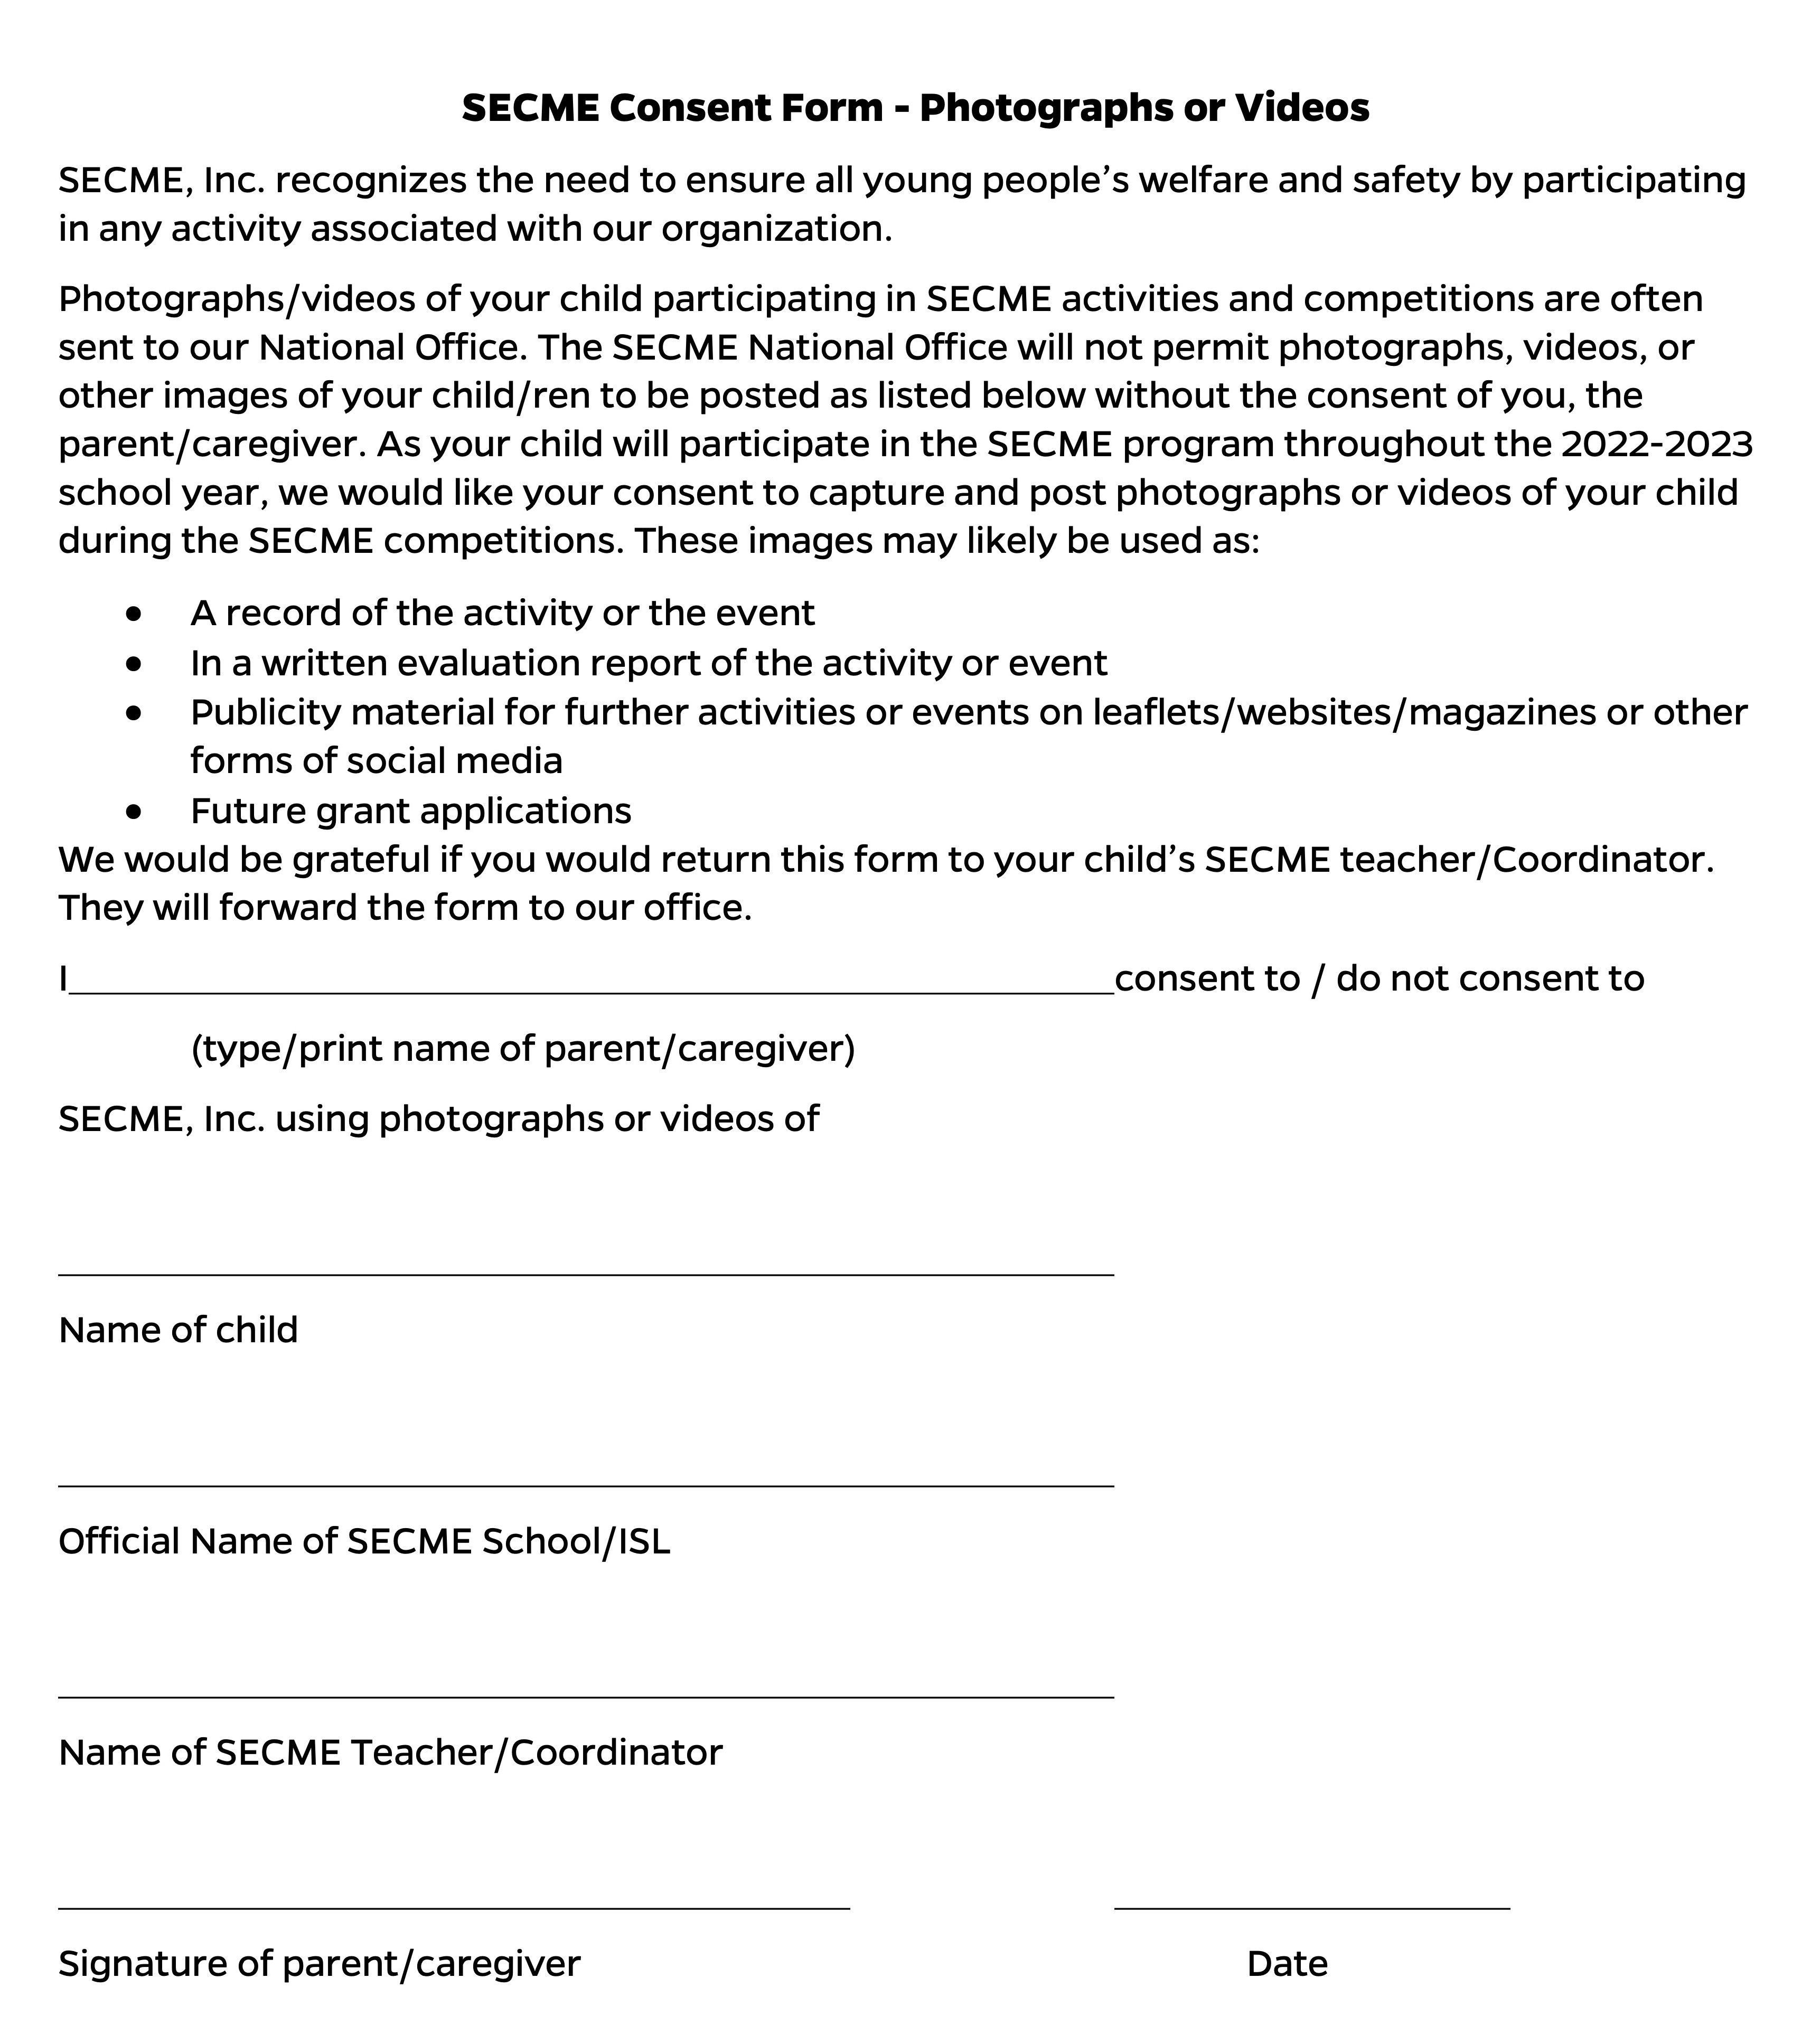 SECME Consent Form - Photographs or Videos
SECME, Inc. recognizes the need to ensure all young people’s welfare and safety by participating
in any activity associated with our organization.
Photographs/videos of your child participating in SECME activities and competitions are often
sent to our National Office. The SECME National Office will not permit photographs, videos, or
other images of your child/ren to be posted as listed below without the consent of you, the
parent/caregiver. As your child will participate in the SECME program throughout the 2022-2023
school year, we would like your consent to capture and post photographs or videos of your child
during the SECME competitions. These images may likely be used as:
● A record of the activity or the event
● In a written evaluation report of the activity or event
● Publicity material for further activities or events on leaflets/websites/magazines or other
forms of social media
● Future grant applications
We would be grateful if you would return this form to your child’s SECME teacher/Coordinator.
They will forward the form to our office.
I________________________________________consent to / do not consent to
(type/print name of parent/caregiver)
SECME, Inc. using photographs or videos of
Name of child
Official Name of SECME School/ISL
Name of SECME Teacher/Coordinator
Signature of parent/caregiver Date